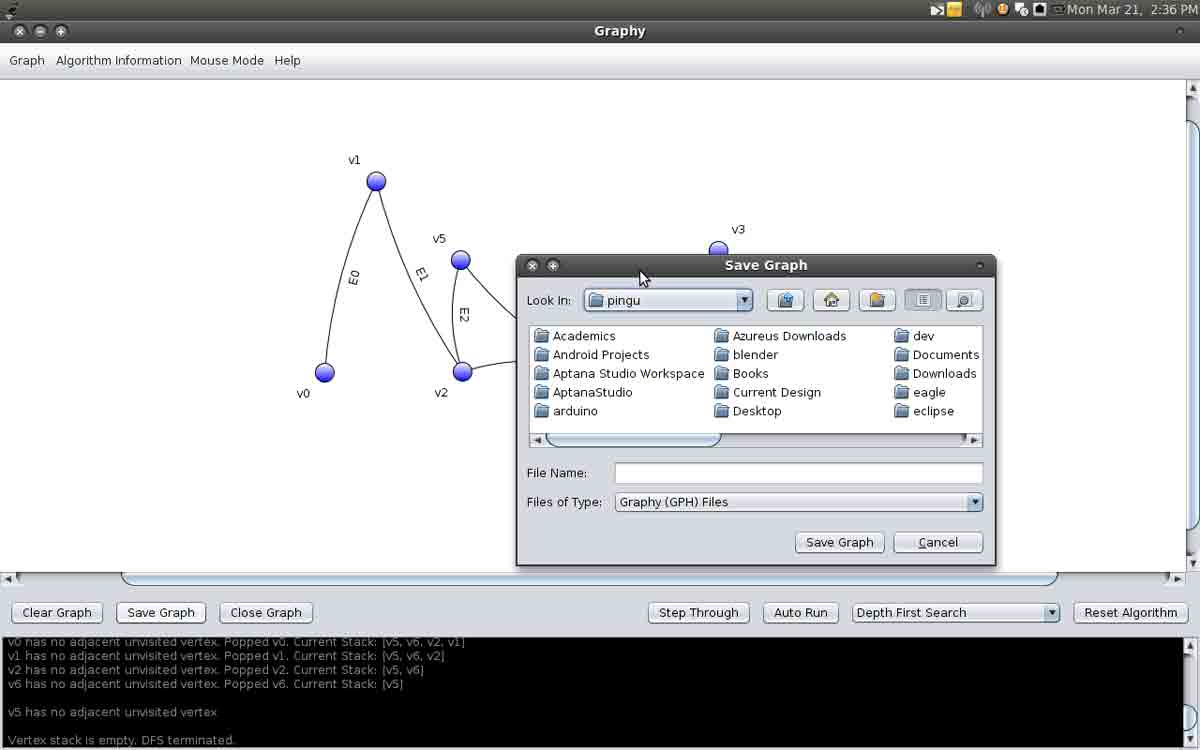 Mon Mar 21, 2:36 PM
Graphy
Graph Algorithm Information Mouse Mode Help
v1
v3
v5
E0
E1
E2
v0
v2
Save Graph
Look In: pingu
Academics Azureus Downloads dev
Android Projects blender Documents
Aptana Studio Workspace Books Downloads
AptanaStudio Current Design eagle
arduino Desktop eclipse
File Name:
Files of Type: Graphy (GPH) Files
Save Graph Cancel
Clear Graph Save Graph Close Graph Step Through Auto Run Depth First Search Reset Algorithm
v0 has no adjacent unvisited vertex. Popped v0. Current Stack: [v5, v6, v2, v1]
v1 has no adjacent unvisited vertex. Popped v1. Current Stack: [v5, v6, v2]
v2 has no adjacent unvisited vertex. Popped v2. Current Stack: [v5, v6]
v6 has no adjacent unvisited vertex. Popped v6. Current Stack: [v5]
v5 has no adjacent unvisited vertex
Vertex stack is empty. DFS terminated.